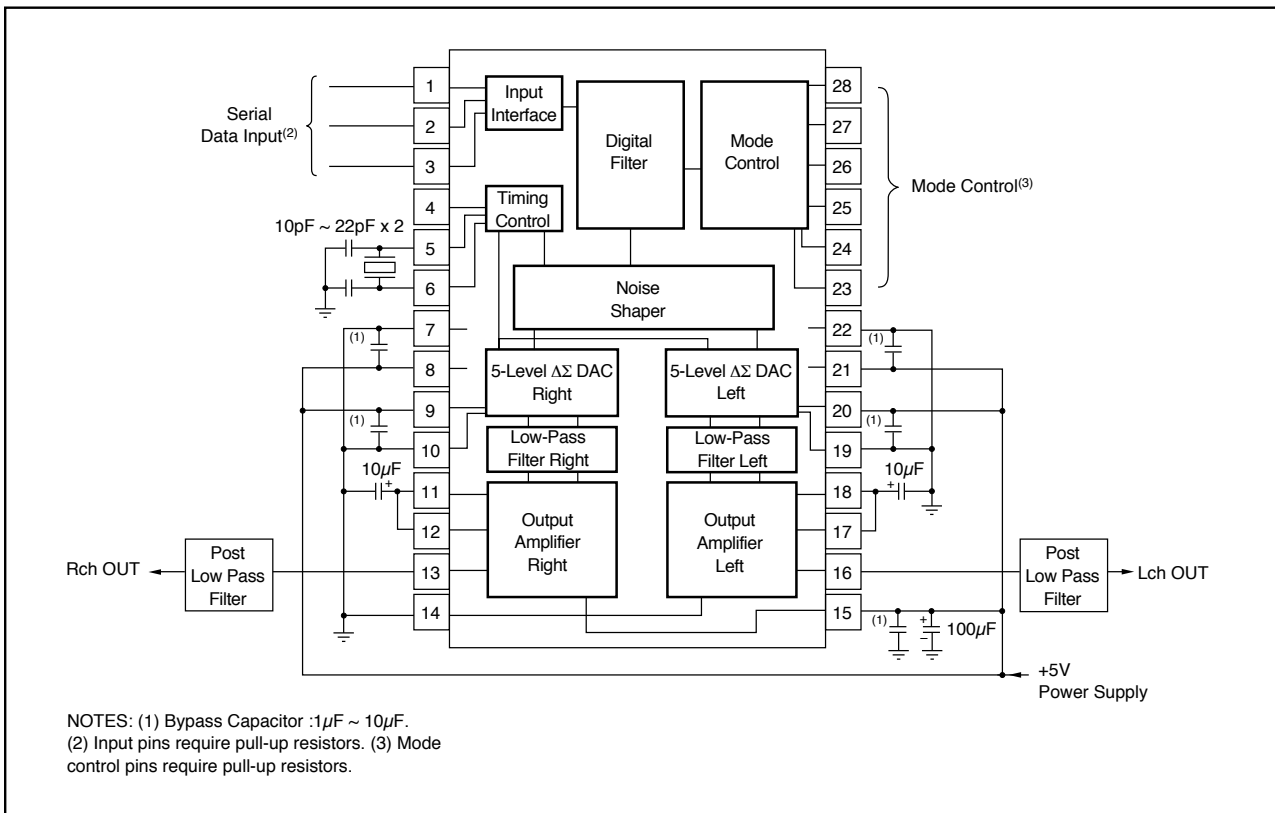 1
2
3
4
5
6
7
8
9
10
11
12
13
14
28
27
26
25
24
23
22
21
20
19
18
17
16
15
Serial
Data Input(2)
10pF ~ 22pF x 2
(1)
(1)
10µF
+
Input
Interface
Timing
Control
Digital
Filter
Mode
Control
Noise
Shaper
5-Level ΔΣ DAC
Right
5-Level ΔΣ DAC
Left
Low-Pass
Filter Right
Low-Pass
Filter Left
Output
Amplifier
Right
Output
Amplifier
Left
Mode Control(3)
(1)
(1)
10µF
+
Rch OUT
Post
Low Pass
Filter
Post
Low Pass
Filter
Lch OUT
(1)
+
−
100µF
+5V
Power Supply
NOTES: (1) Bypass Capacitor :1µF ~ 10µF.
(2) Input pins require pull-up resistors. (3) Mode
control pins require pull-up resistors.